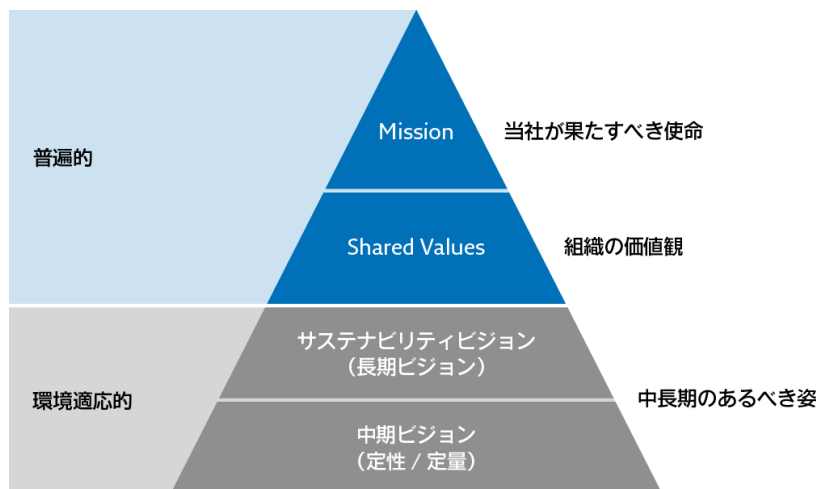 普遍的
Mission
当社が果たすべき使命
Shared Values
組織の価値観
環境適応的
サステナビリティビジョン
（長期ビジョン）
中長期のあるべき姿
中期ビジョン
（定性 / 定量）